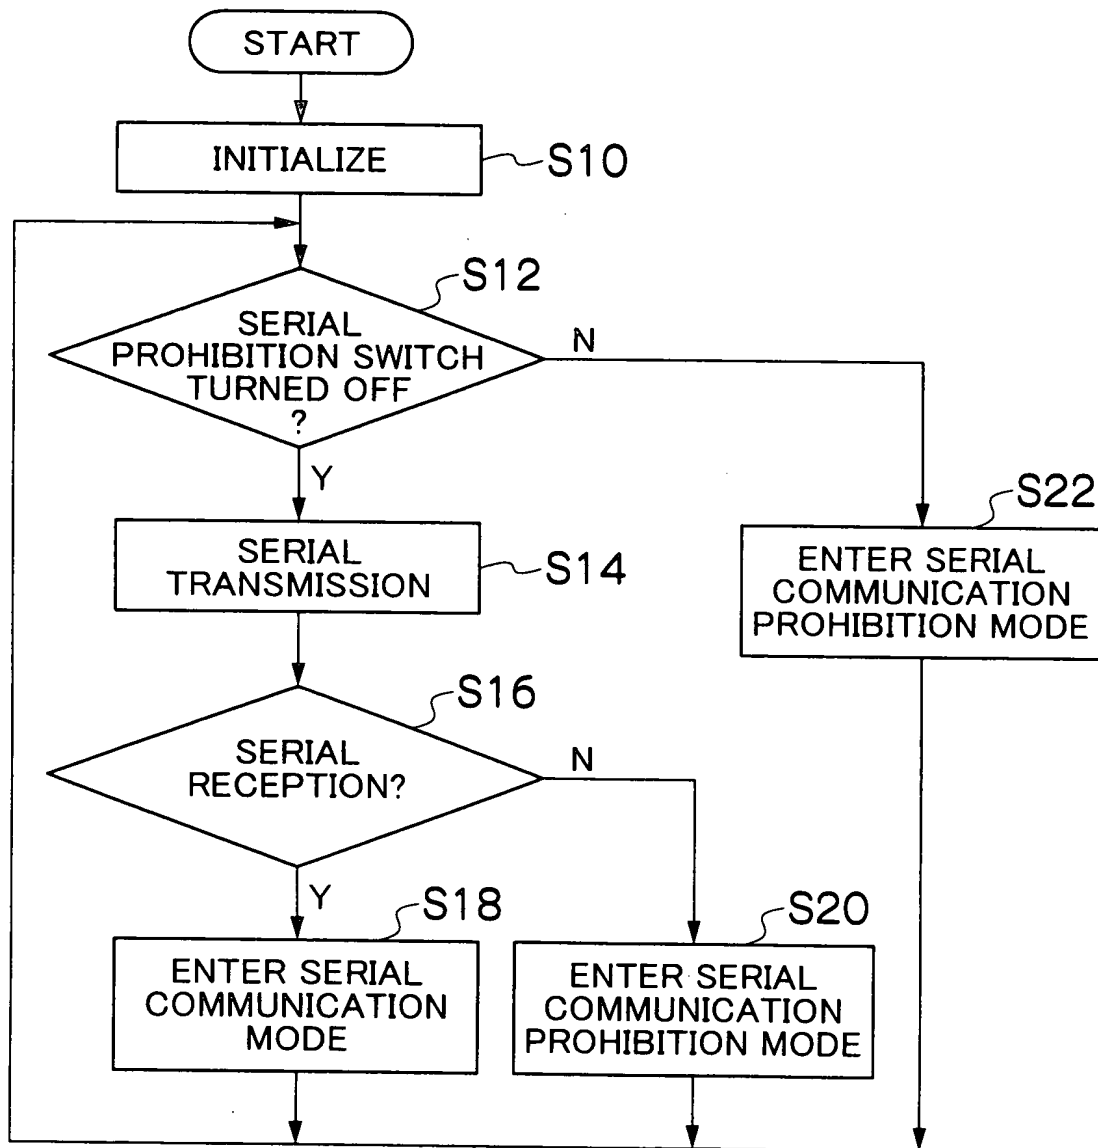 START
INITIALIZE
S10
S12
SERIAL
PROHIBITION SWITCH
TURNED OFF
?
N
Y
SERIAL
TRANSMISSION
S14
S22
ENTER SERIAL
COMMUNICATION
PROHIBITION MODE
S16
SERIAL
RECEPTION?
N
Y
S18
ENTER SERIAL
COMMUNICATION
MODE
S20
ENTER SERIAL
COMMUNICATION
PROHIBITION MODE